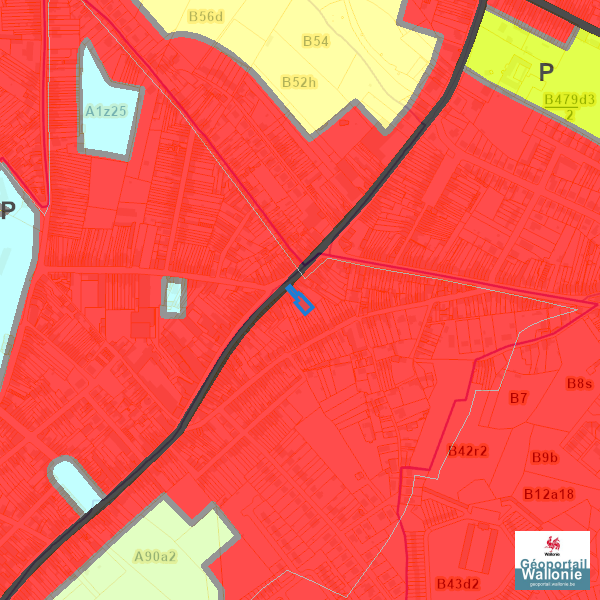 B56d
B54
B52h
P
B479d3
2
A1z25
P
B8s
B7
B42r2
B9b
B12a18
A90a2
B43d2
Wallonie
Géoportail
Wallonie
geoportail.wallonie.be